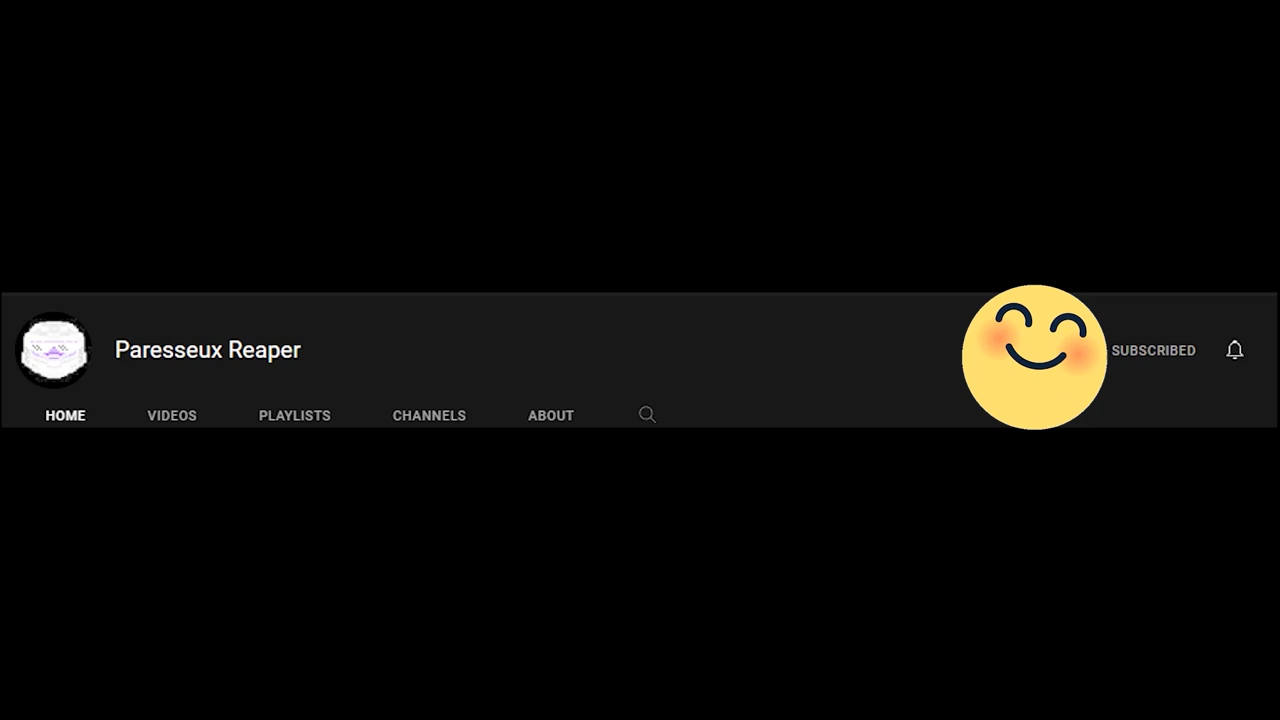 Paresseux Reaper
SUBSCRIBED
HOME VIDEOS PLAYLISTS CHANNELS ABOUT